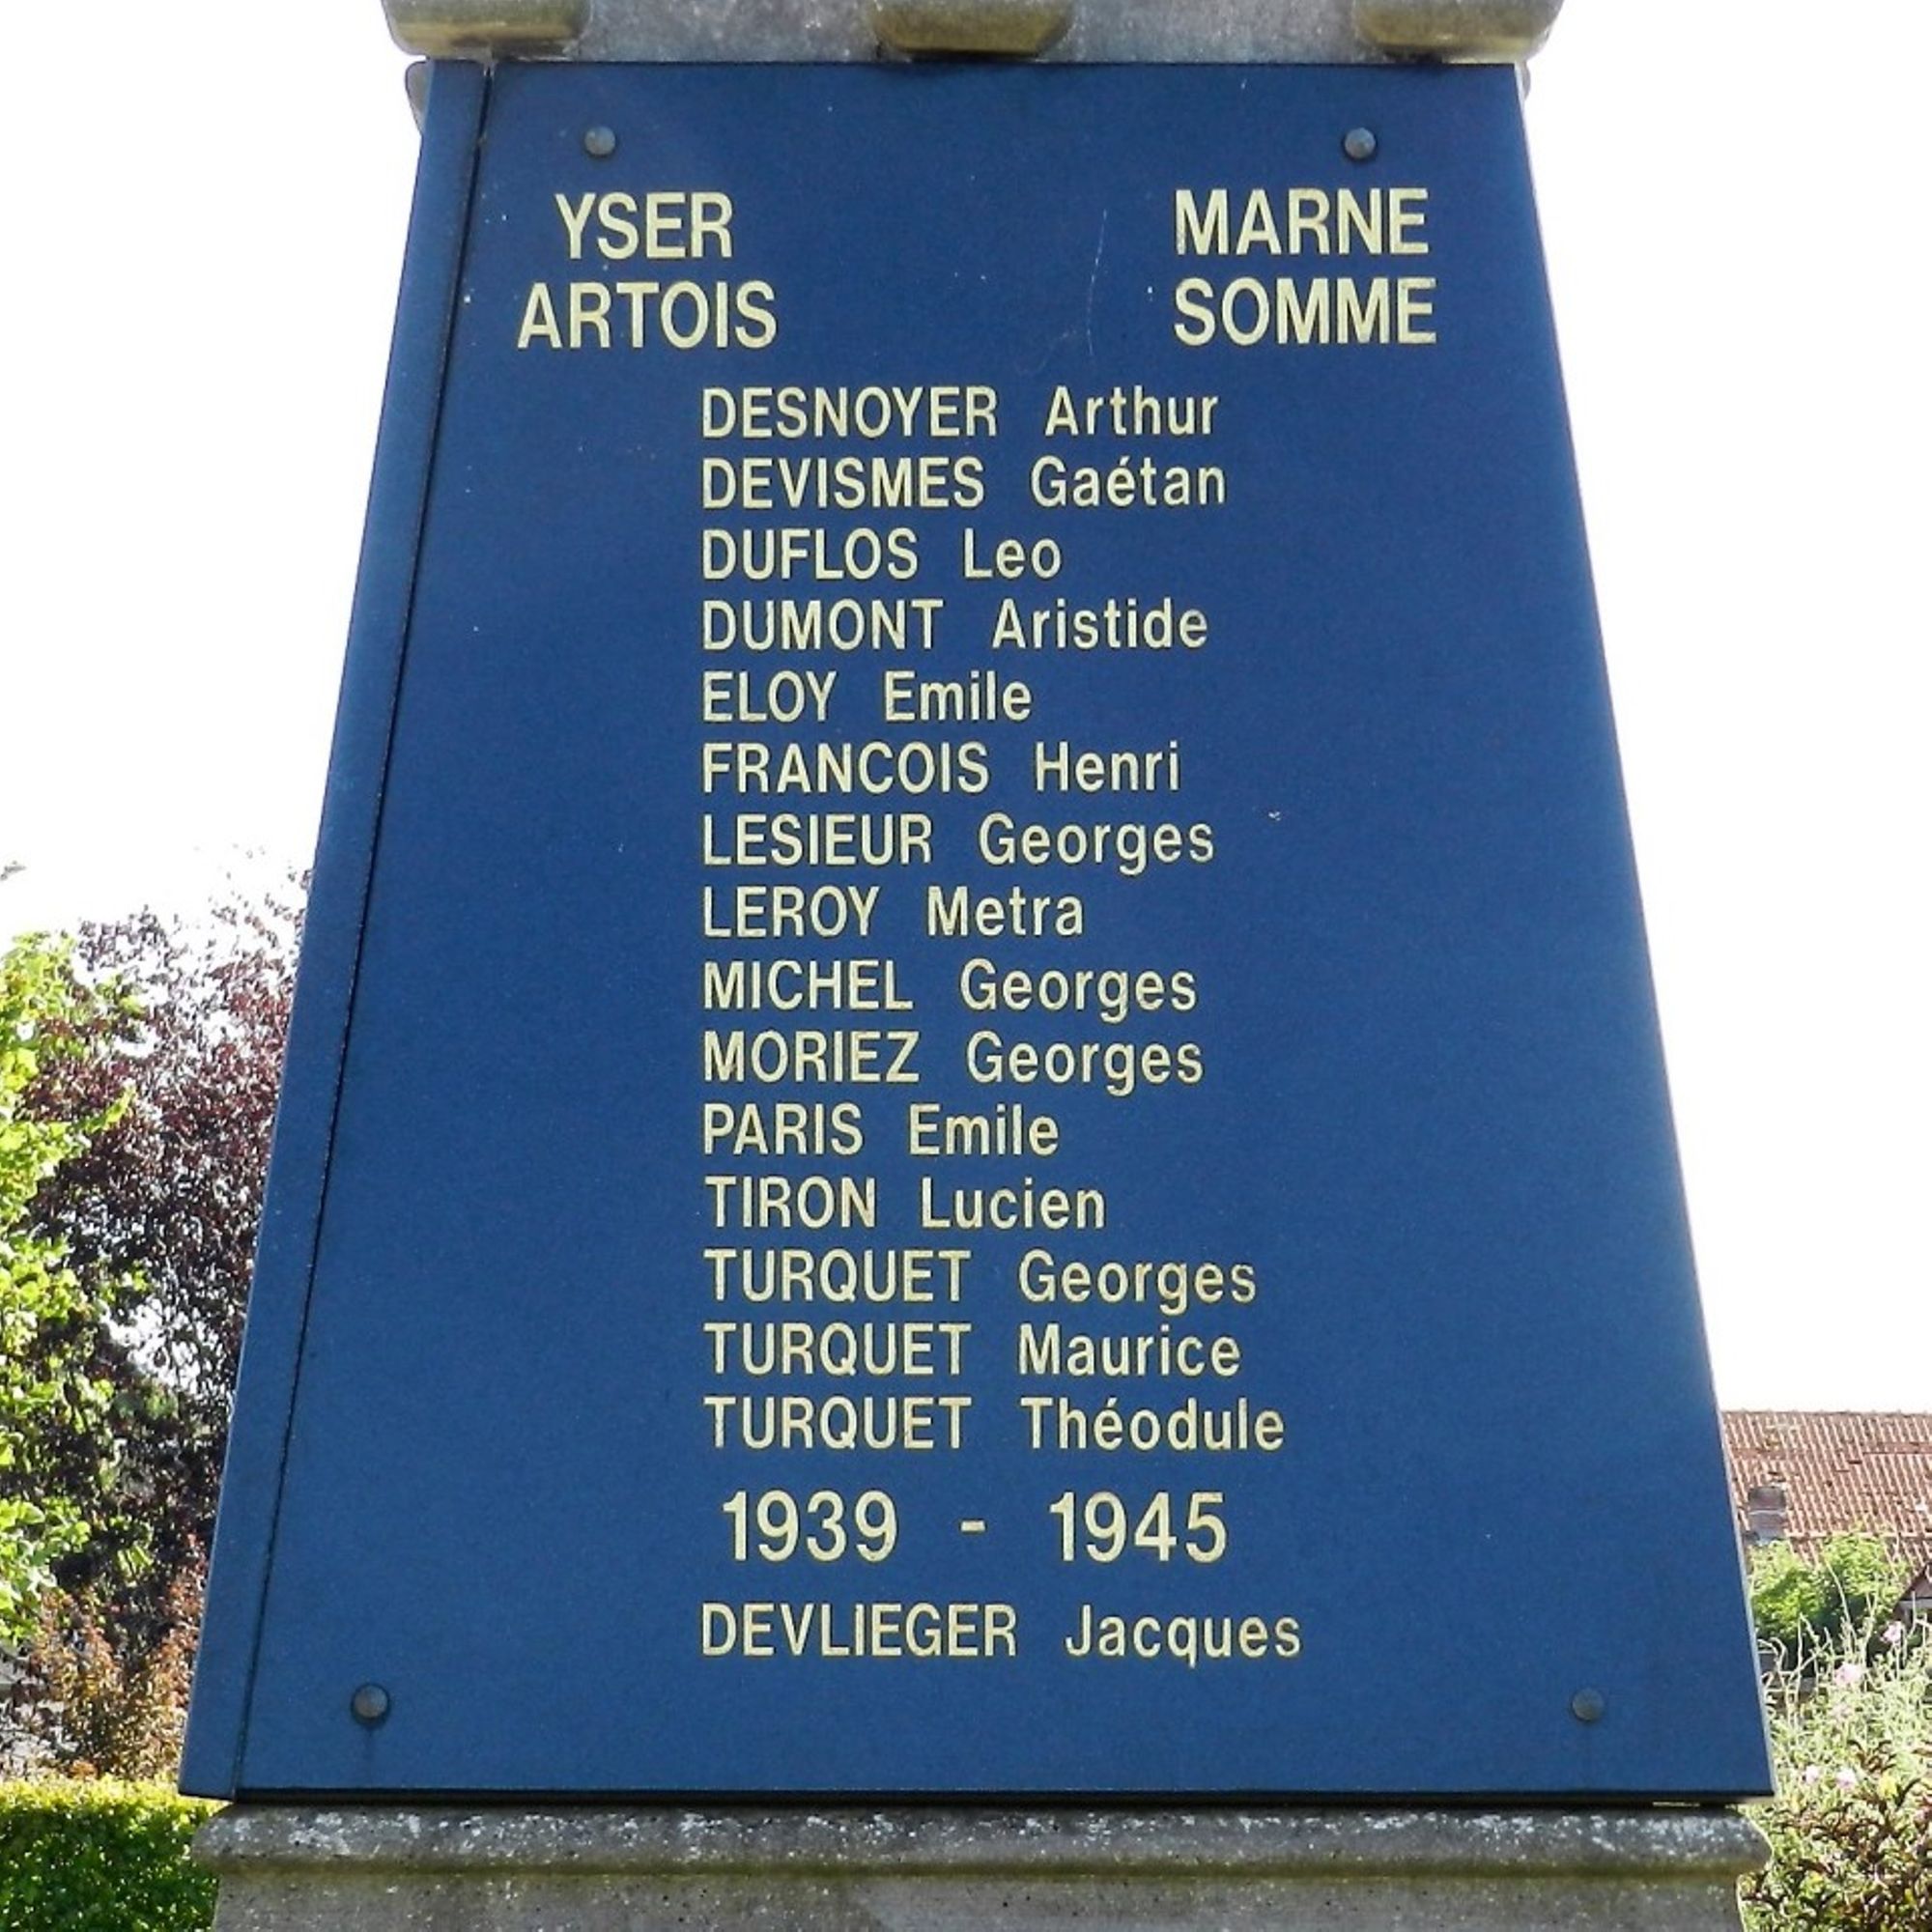 YSER MARNE
ARTOIS SOMME
DESNOYER Arthur
DEVISMES Gaétan
DUFLOS Leo
DUMONT Aristide
ELOY Emile
FRANCOIS Henri
LESIEUR Georges
LEROY Metra
MICHEL Georges
MORIEZ Georges
PARIS Emile
TIRON Lucien
TURQUET Georges
TURQUET Maurice
TURQUET Théodule
1939 - 1945
DEVLIEGER Jacques